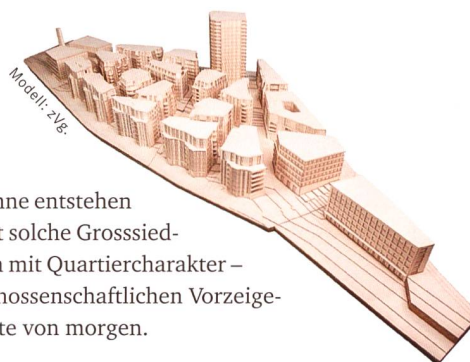 Modell: zVg.
nne entstehen
t solche Grosssied-
n mit Quartiercharakter –
nossenschaftlichen Vorzeige-
te von morgen.